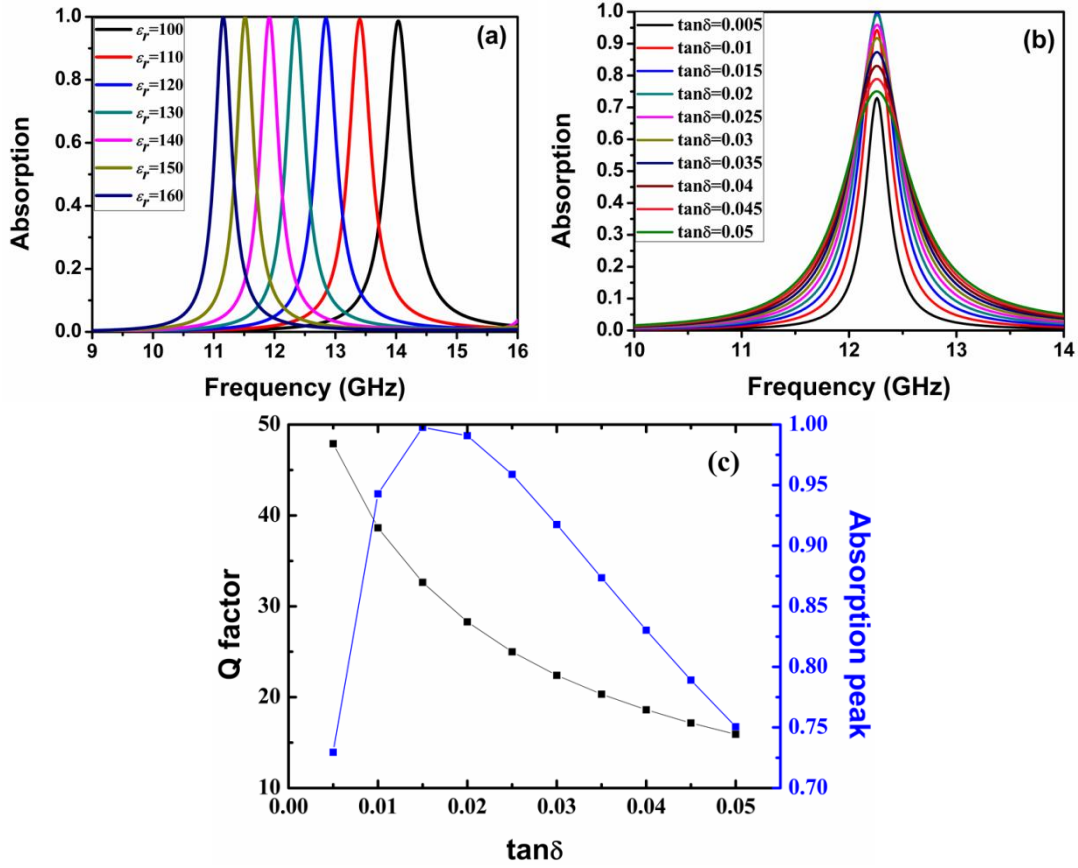 (a)
εr=100
εr=110
εr=120
εr=130
εr=140
εr=150
εr=160
1.0
0.8
0.6
0.4
0.2
0.0
Absorption
9 10 11 12 13 14 15 16
Frequency (GHz)
(b)
tanδ=0.005
tanδ=0.01
tanδ=0.015
tanδ=0.02
tanδ=0.025
tanδ=0.03
tanδ=0.035
tanδ=0.04
tanδ=0.045
tanδ=0.05
1.0
0.9
0.8
0.7
0.6
0.5
0.4
0.3
0.2
0.1
0.0
Absorption
10 11 12 13 14
Frequency (GHz)
(c)
50
40
30
20
10
Q factor
1.00
0.95
0.90
0.85
0.80
0.75
0.70
Absorption peak
0.00 0.01 0.02 0.03 0.04 0.05
tanδ